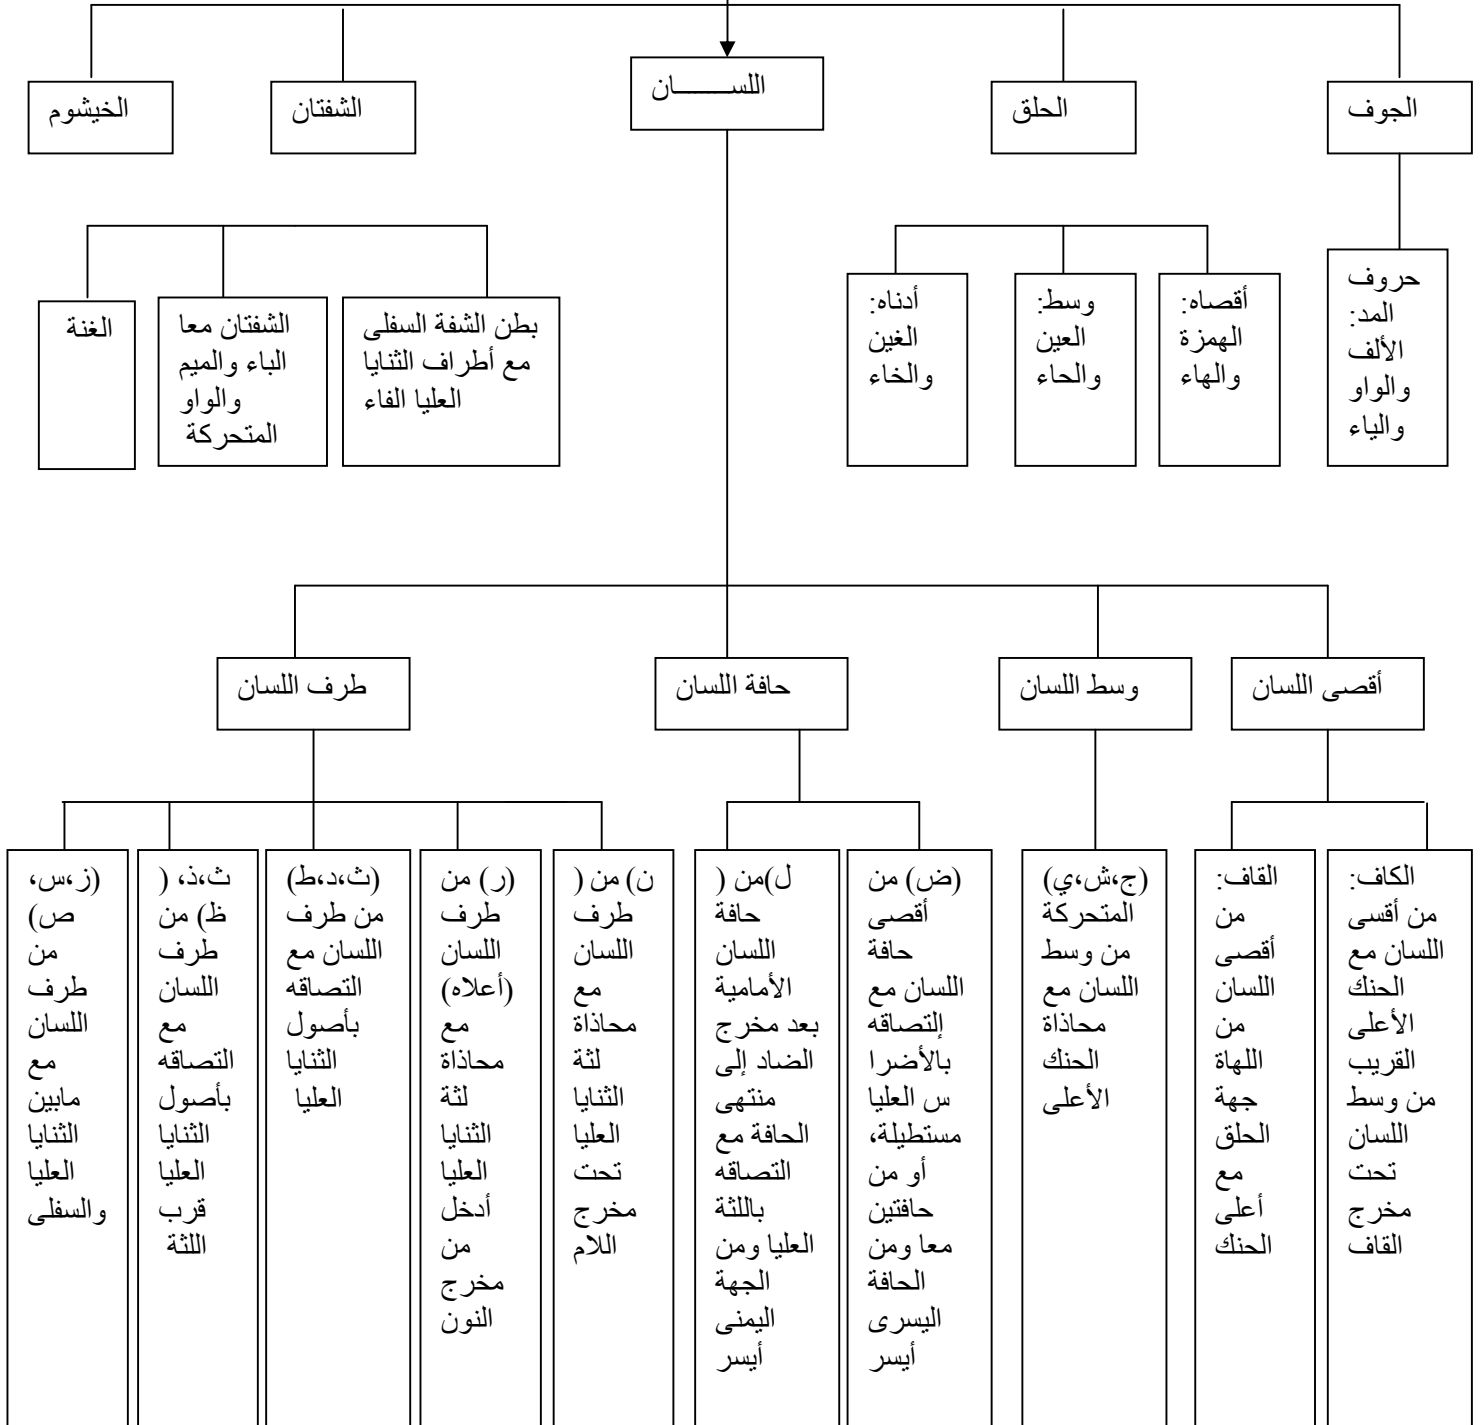 الجوف
الحلق
اللســـــــان
الشفتان
الخيشوم
حروف
المد:
الألف
والواو
والياء
أقصاه:
الهمزة
والهاء
وسط:
العين
والحاء
أدناه:
الغين
والخاء
بطن الشفة السفلى
مع أطراف الثنايا
العليا الفاء
الشفتان معا
الباء والميم
والواو
المتحركة
الغنة
أقصى اللسان
وسط اللسان
حافة اللسان
طرف اللسان
الكاف:
من أقسى
اللسان مع
الحنك
الأعلى
القريب
من وسط
اللسان
تحت
مخرج
القاف
القاف:
من
أقصى
اللسان
من
اللهاة
جهة
الحلق
مع
أعلى
الحنك
(ج،ش،ي)
المتحركة
من وسط
اللسان مع
محاذاة
الحنك
الأعلى
(ض) من
أقصى
حافة
اللسان مع
إلتصاقه
بالأضرا
س العليا
مستطيلة،
أو من
حافتين
معا ومن
الحافة
اليسرى
أيسر
ل)من (
حافة
اللسان
الأمامية
بعد مخرج
الضاد إلى
منتهى
الحافة مع
التصاقه
باللثة
العليا ومن
الجهة
اليمنى
أيسر
ن) من (
طرف
اللسان
مع
محاذاة
لثة
الثنايا
العليا
تحت
مخرج
اللام
(ر) من
طرف
اللسان
(أعلاه)
مع
محاذاة
لثة
الثنايا
العليا
أدخل
من
مخرج
النون
(ث،د،ط)
من طرف
اللسان مع
التصاقه
بأصول
الثنايا
العليا
ث،ذ، (
ظ) من
طرف
اللسان
مع
التصاقه
بأصول
الثنايا
العليا
قرب
اللثة
(ز،س،
ص)
من
طرف
اللسان
مع
مابين
الثنايا
العليا
والسفلى